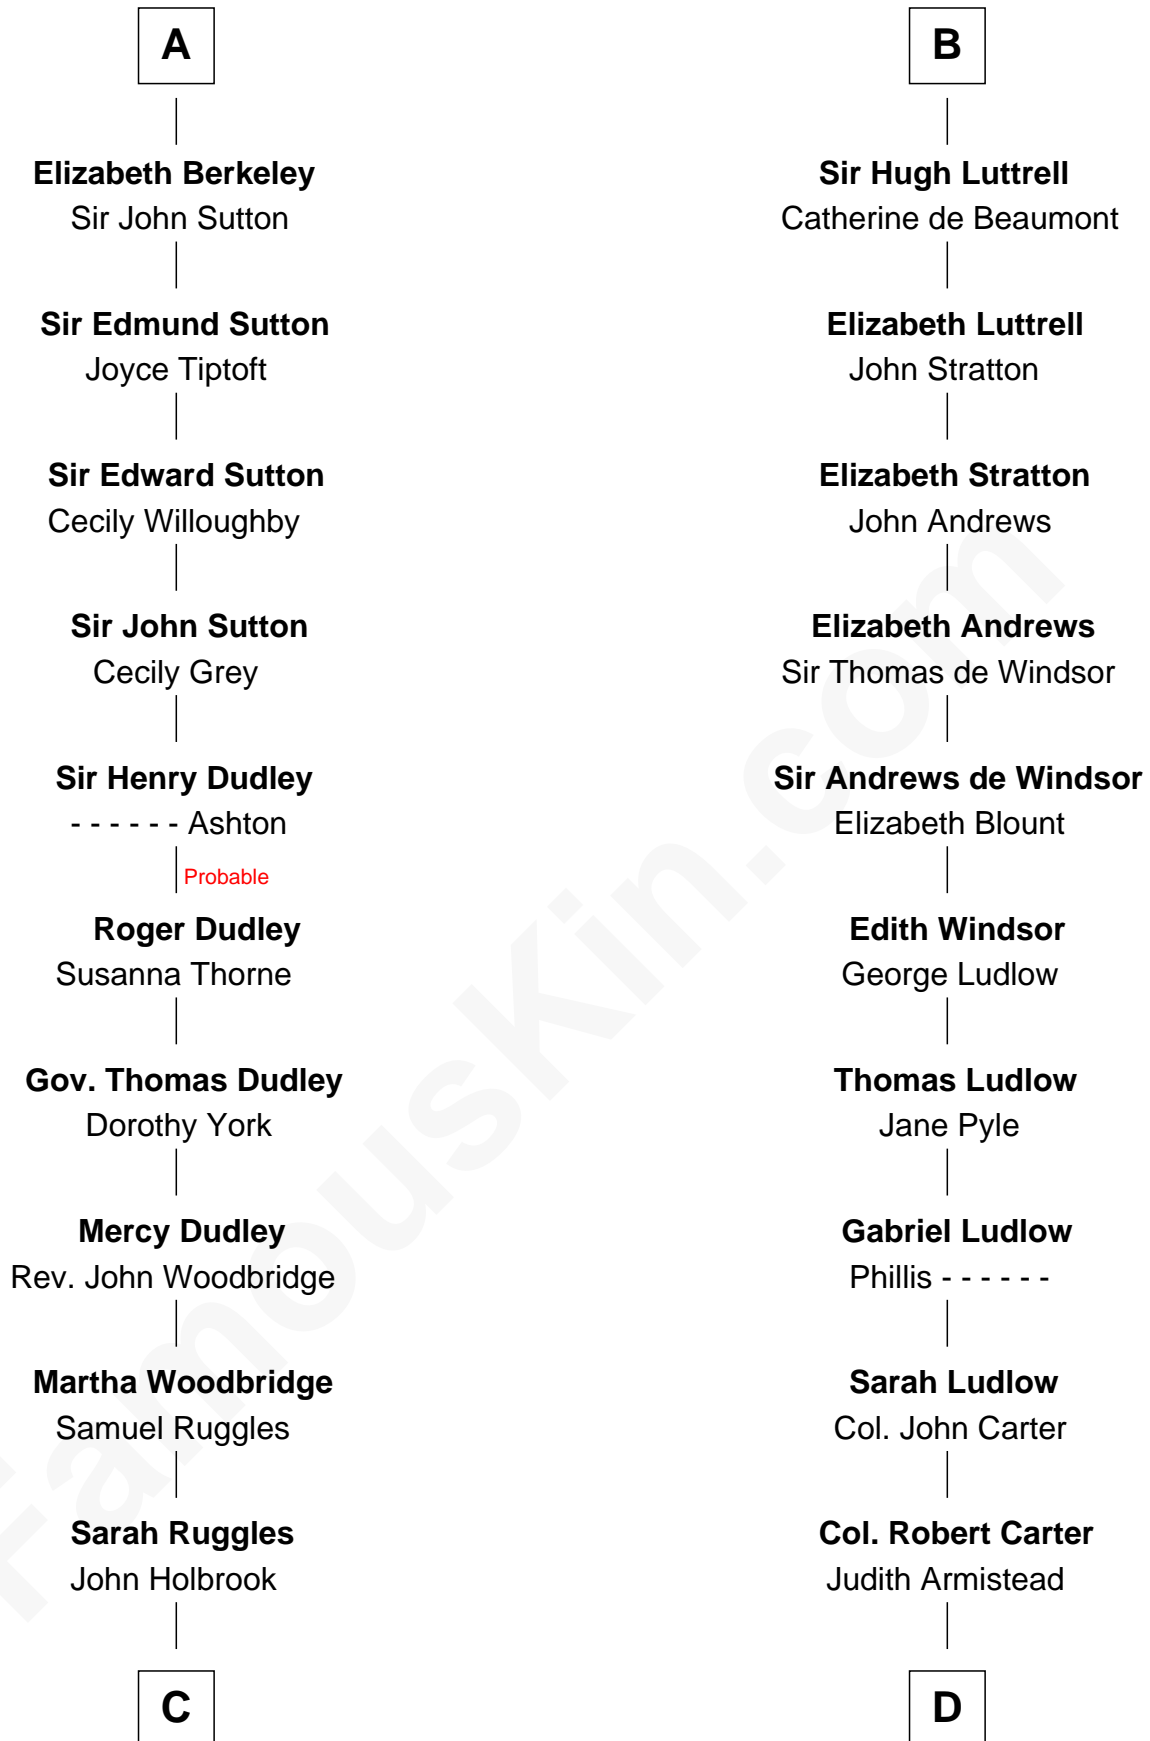 A
Elizabeth Berkeley
Sir John Sutton
Sir Edmund Sutton
Joyce Tiptoft
Sir Edward Sutton
Cecily Willoughby
Sir John Sutton
Cecily Grey
Sir Henry Dudley
- - - - - - Ashton
Probable
Roger Dudley
Susanna Thorne
Gov. Thomas Dudley
Dorothy York
Mercy Dudley
Rev. John Woodbridge
Martha Woodbridge
Samuel Ruggles
Sarah Ruggles
John Holbrook
C
B
Sir Hugh Luttrell
Catherine de Beaumont
Elizabeth Luttrell
John Stratton
Elizabeth Stratton
John Andrews
Elizabeth Andrews
Sir Thomas de Windsor
Sir Andrews de Windsor
Elizabeth Blount
Edith Windsor
George Ludlow
Thomas Ludlow
Jane Pyle
Gabriel Ludlow
Phillis - - - - - -
Sarah Ludlow
Col. John Carter
Col. Robert Carter
Judith Armistead
D
FamousKin.com